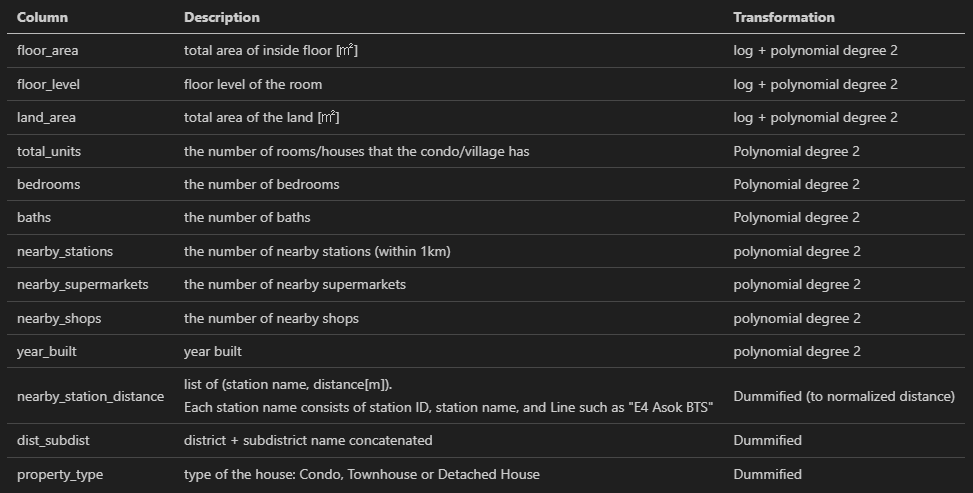 Column Description Transformation
floor_area total area of inside floor [㎡] log + polynomial degree 2
floor_level floor level of the room log + polynomial degree 2
land_area total area of the land [㎡] log + polynomial degree 2
total_units the number of rooms/houses that the condo/village has Polynomial degree 2
bedrooms the number of bedrooms Polynomial degree 2
baths the number of baths Polynomial degree 2
nearby_stations the number of nearby stations (within 1km) polynomial degree 2
nearby_supermarkets the number of nearby supermarkets polynomial degree 2
nearby_shops the number of nearby shops polynomial degree 2
year_built year built polynomial degree 2
nearby_station_distance list of (station name, distance[m]). Dummified (to normalized distance)
Each station name consists of station ID, station name, and Line such as "E4 Asok BTS"
dist_subdist district + subdistrict name concatenated Dummified
property_type type of the house: Condo, Townhouse or Detached House Dummified